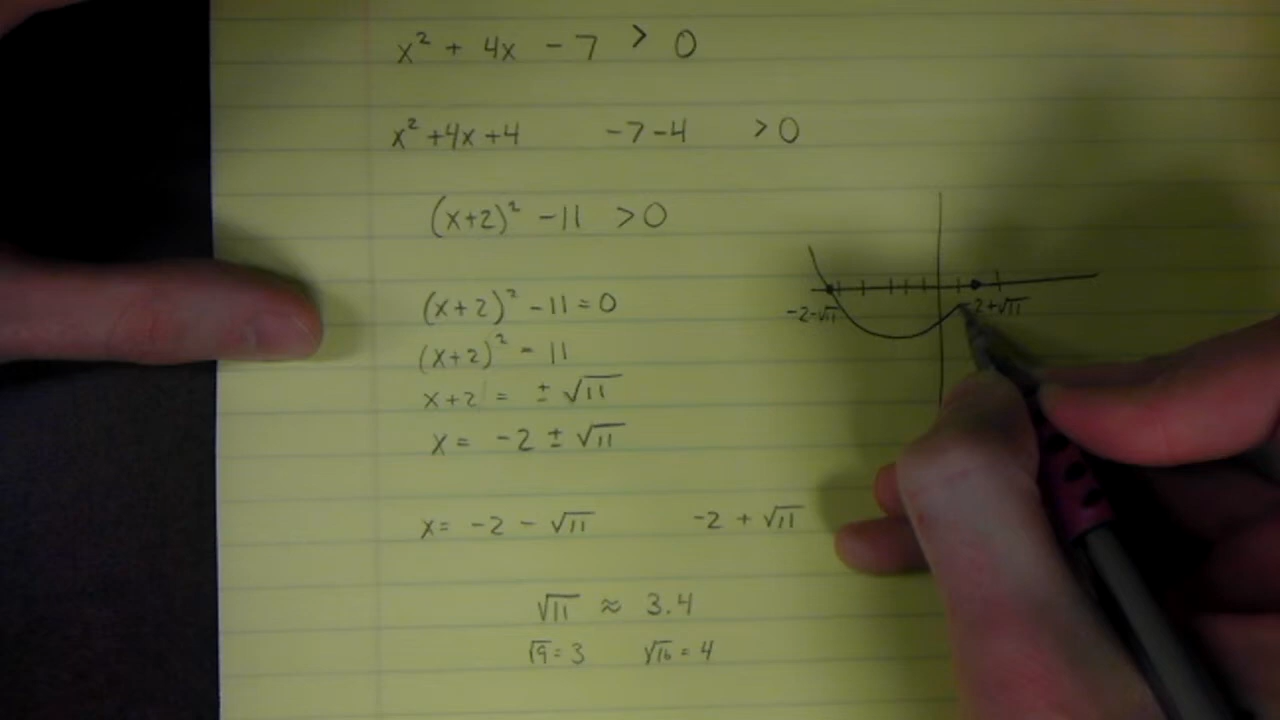 x² + 4x - 7 > 0
x² + 4x + 4 - 7 - 4 > 0
(x+2)² - 11 > 0
(x+2)² - 11 = 0
(x+2)² = 11
x+2 = ± √11
x = -2 ± √11
-2-√11
-2+√11
x = -2 - √11 -2 + √11
√11 ≈ 3.4
√9 = 3 √16 = 4